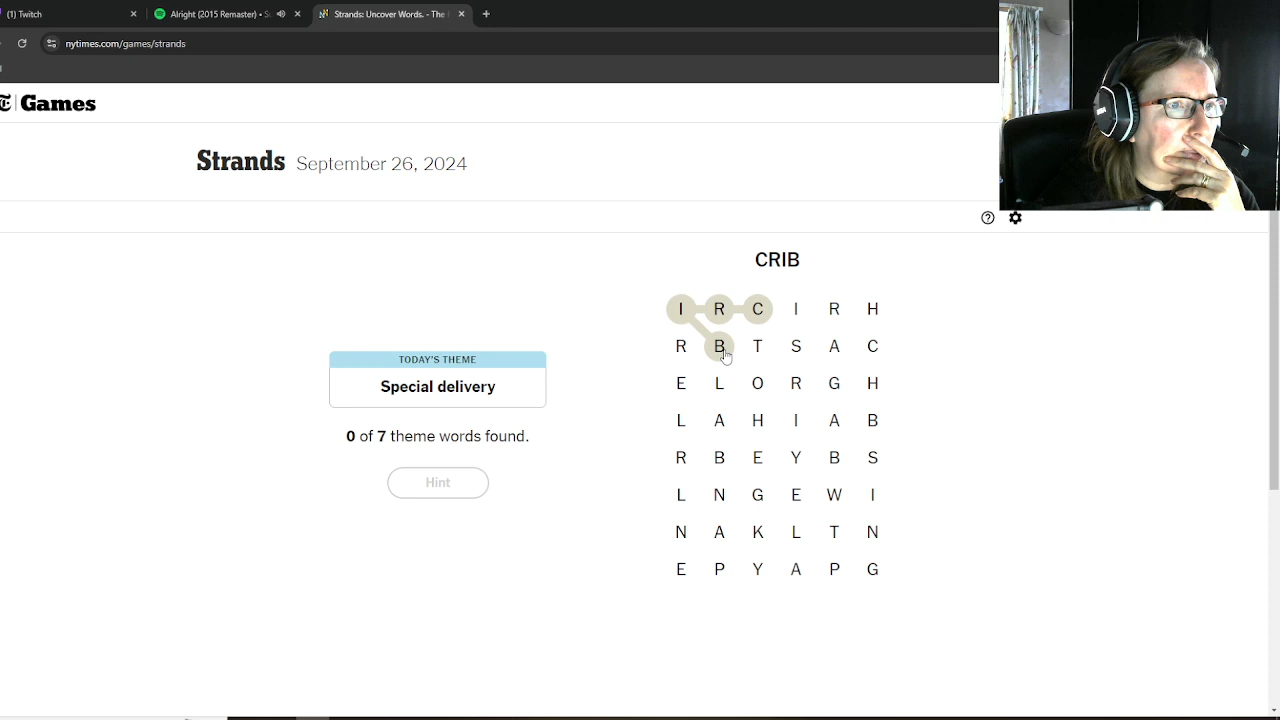 (1) Twitch
Alright (2015 Remaster) • S
Strands: Uncover Words. - The
nytimes.com/games/strands
Games
Strands September 26, 2024
CRIB
I R C I R H
R B T S A C
E L O R G H
L A H I A B
R B E Y B S
L N G E W I
N A K L T N
E P Y A P G
TODAY'S THEME
Special delivery
0 of 7 theme words found.
Hint